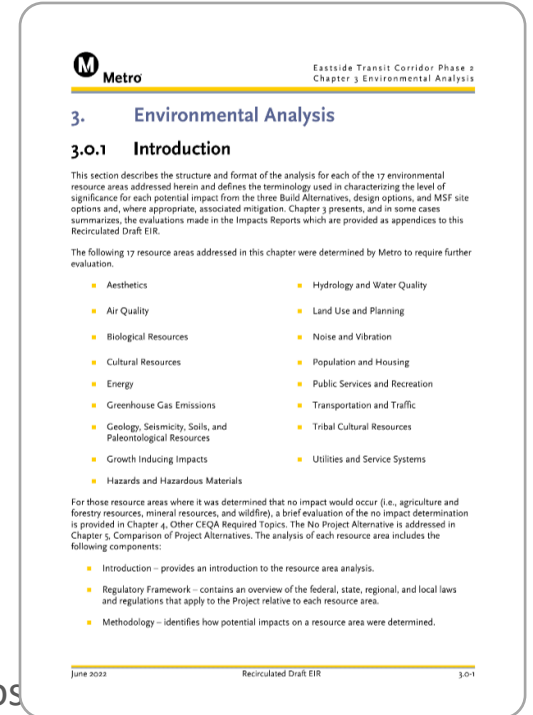 M
Metro
Eastside Transit Corridor Phase 2
Chapter 3 Environmental Analysis
3. Environmental Analysis
3.0.1 Introduction
This section describes the structure and format of the analysis for each of the 17 environmental
resource areas addressed herein and defines the terminology used in characterizing the level of
significance for each potential impact from the three Build Alternatives, design options, and MSF site
options and, where appropriate, associated mitigation. Chapter 3 presents, and in some cases
summarizes, the evaluations made in the Impacts Reports which are provided as appendices to this
Recirculated Draft EIR.
The following 17 resource areas addressed in this chapter were determined by Metro to require further
evaluation.
Aesthetics
Air Quality
Biological Resources
Cultural Resources
Energy
Greenhouse Gas Emissions
Geology, Seismicity, Soils, and
Paleontological Resources
Growth Inducing Impacts
Hazards and Hazardous Materials
Hydrology and Water Quality
Land Use and Planning
Noise and Vibration
Population and Housing
Public Services and Recreation
Transportation and Traffic
Tribal Cultural Resources
Utilities and Service Systems
For those resource areas where it was determined that no impact would occur (i.e., agriculture and
forestry resources, mineral resources, and wildfire), a brief evaluation of the no impact determination
is provided in Chapter 4, Other CEQA Required Topics. The No Project Alternative is addressed in
Chapter 5, Comparison of Project Alternatives. The analysis of each resource area includes the
following components:
Introduction – provides an introduction to the resource area analysis.
Regulatory Framework – contains an overview of the federal, state, regional, and local laws
and regulations that apply to the Project relative to each resource area.
Methodology – identifies how potential impacts on a resource area were determined.
June 2022 Recirculated Draft EIR 3.0-1